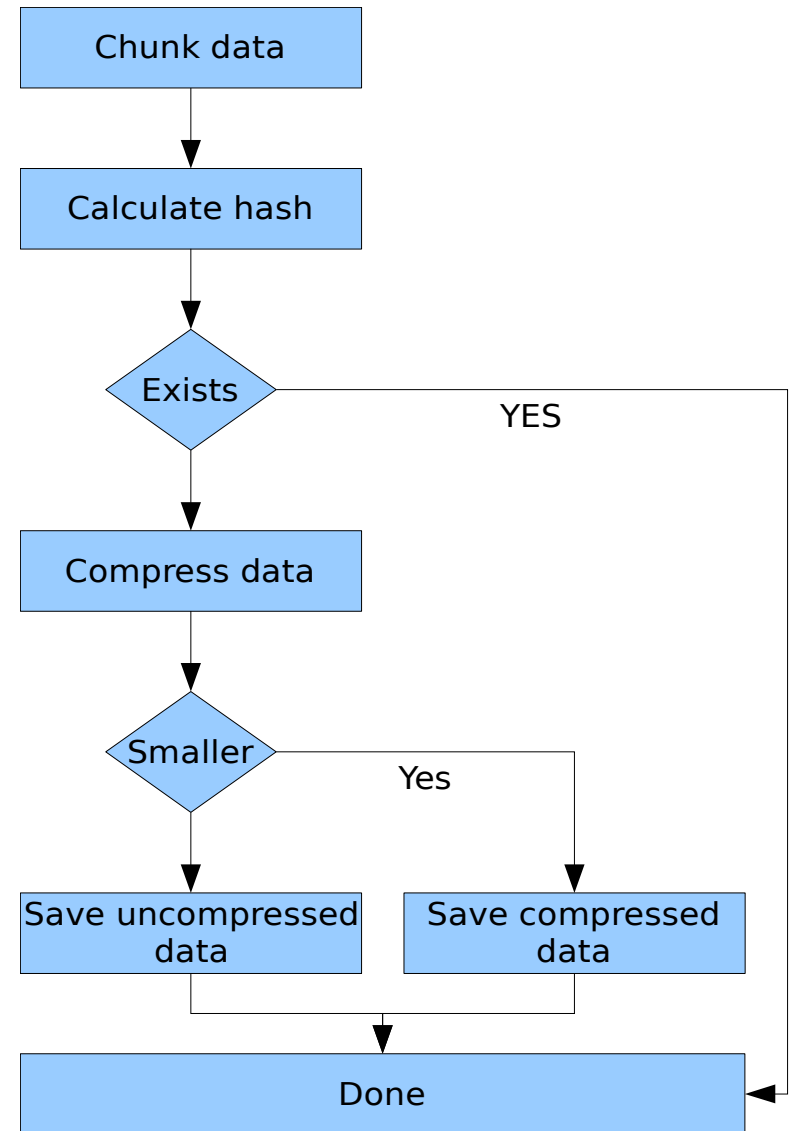 Chunk data
Calculate hash
Exists
YES
Compress data
Smaller
Yes
Save uncompressed
data
Save compressed
data
Done